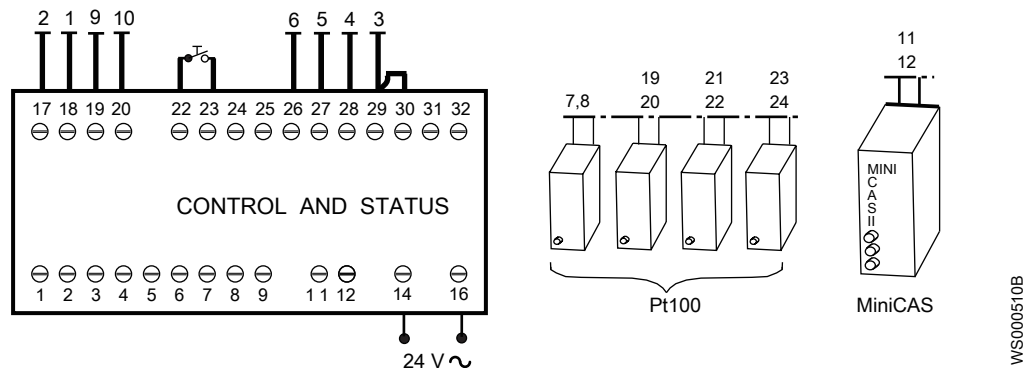 2 1 9 10 6 5 4 3
17 18 19 20 22 23 24 25 26 27 28 29 30 31 32
CONTROL AND STATUS
1 2 3 4 5 6 7 8 9 11 12 14 16
24 V ~
7,8
19
20
21
22
23
24
Pt100
11
12
MINI
C
A
S
II
MiniCAS
WS000510B